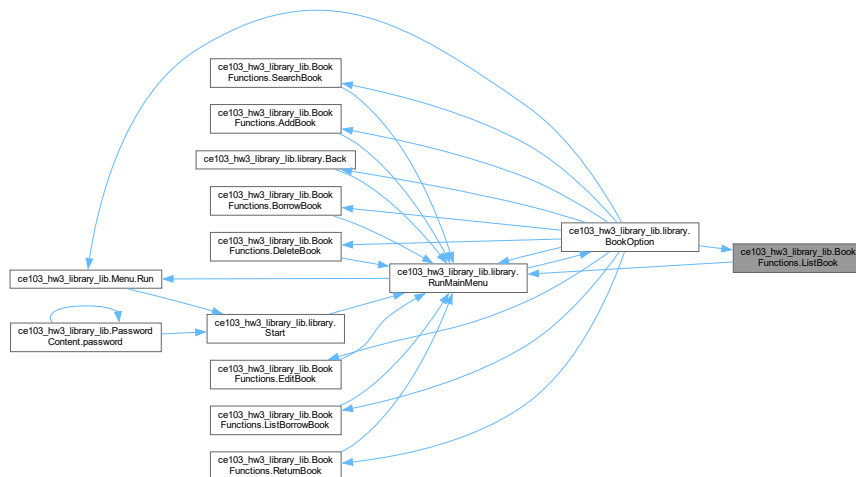 ce103_hw3_library_lib.Book
Functions.SearchBook
ce103_hw3_library_lib.Book
Functions.AddBook
ce103_hw3_library_lib.library.Back
ce103_hw3_library_lib.Book
Functions.BorrowBook
ce103_hw3_library_lib.library.
BookOption
ce103_hw3_library_lib.Book
Functions.DeleteBook
ce103_hw3_library_lib.Book
Functions.ListBook
ce103_hw3_library_lib.Menu.Run
ce103_hw3_library_lib.library.
RunMainMenu
ce103_hw3_library_lib.Password
Content.password
ce103_hw3_library_lib.library.
Start
ce103_hw3_library_lib.Book
Functions.EditBook
ce103_hw3_library_lib.Book
Functions.ListBorrowBook
ce103_hw3_library_lib.Book
Functions.ReturnBook